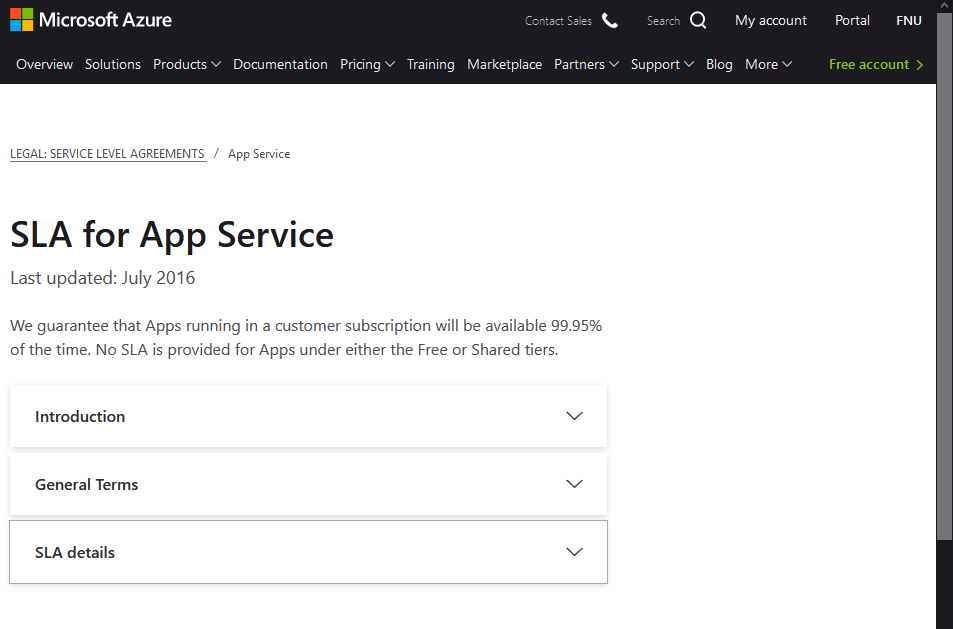 Microsoft Azure
Contact Sales Search My account Portal FNU
Overview Solutions Products Documentation Pricing Training Marketplace Partners Support Blog More Free account
LEGAL: SERVICE LEVEL AGREEMENTS / App Service
SLA for App Service
Last updated: July 2016
We guarantee that Apps running in a customer subscription will be available 99.95%
of the time. No SLA is provided for Apps under either the Free or Shared tiers.
Introduction
General Terms
SLA details